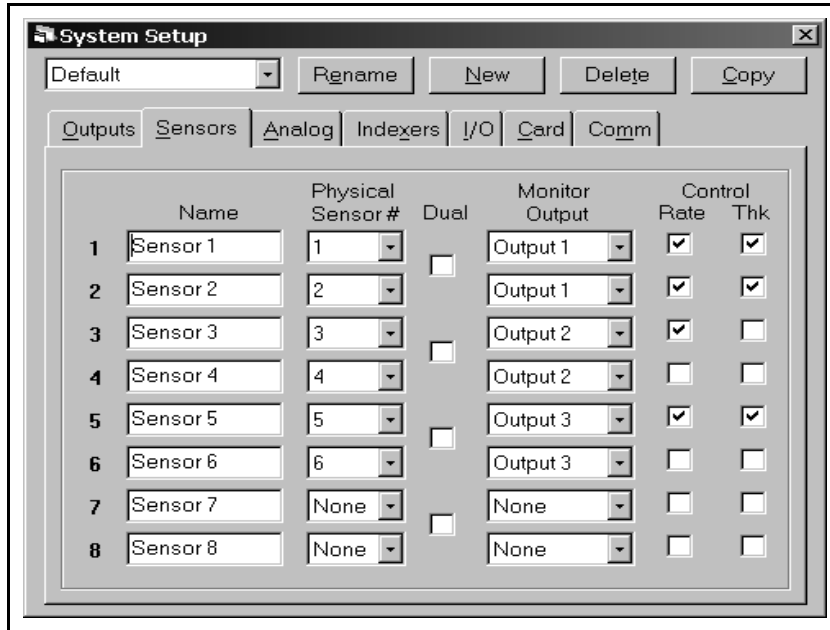 System Setup
Default Rename New Delete Copy
Outputs Sensors Analog Indexers I/O Card Comm
Physical Monitor Control
Name Sensor # Dual Output Rate Thk
1 Sensor 1 1 Output 1
2 Sensor 2 2 Output 1
3 Sensor 3 3 Output 2
4 Sensor 4 4 Output 2
5 Sensor 5 5 Output 3
6 Sensor 6 6 Output 3
7 Sensor 7 None None
8 Sensor 8 None None